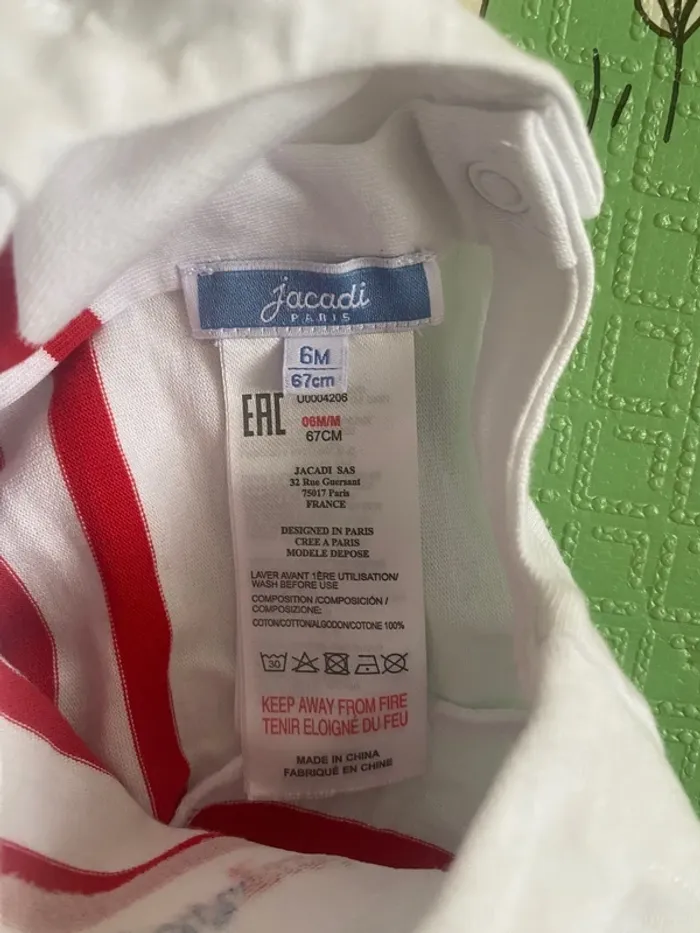 jacadi
PARIS
6M
67cm
EAC
U0004206
06M/M
67CM
JACADI SAS
32 Rue Guersant
75017 Paris
FRANCE
DESIGNED IN PARIS
CREE A PARIS
MODELE DEPOSE
LAVER AVANT 1ÈRE UTILISATION/
WASH BEFORE USE
COMPOSITION /COMPOSICIÓN /
COMPOSIZIONE:
COTON/COTTON/ALGODON/COTONE 100%
30
KEEP AWAY FROM FIRE
TENIR ELOIGNÉ DU FEU
MADE IN CHINA
FABRIQUÉ EN CHINE